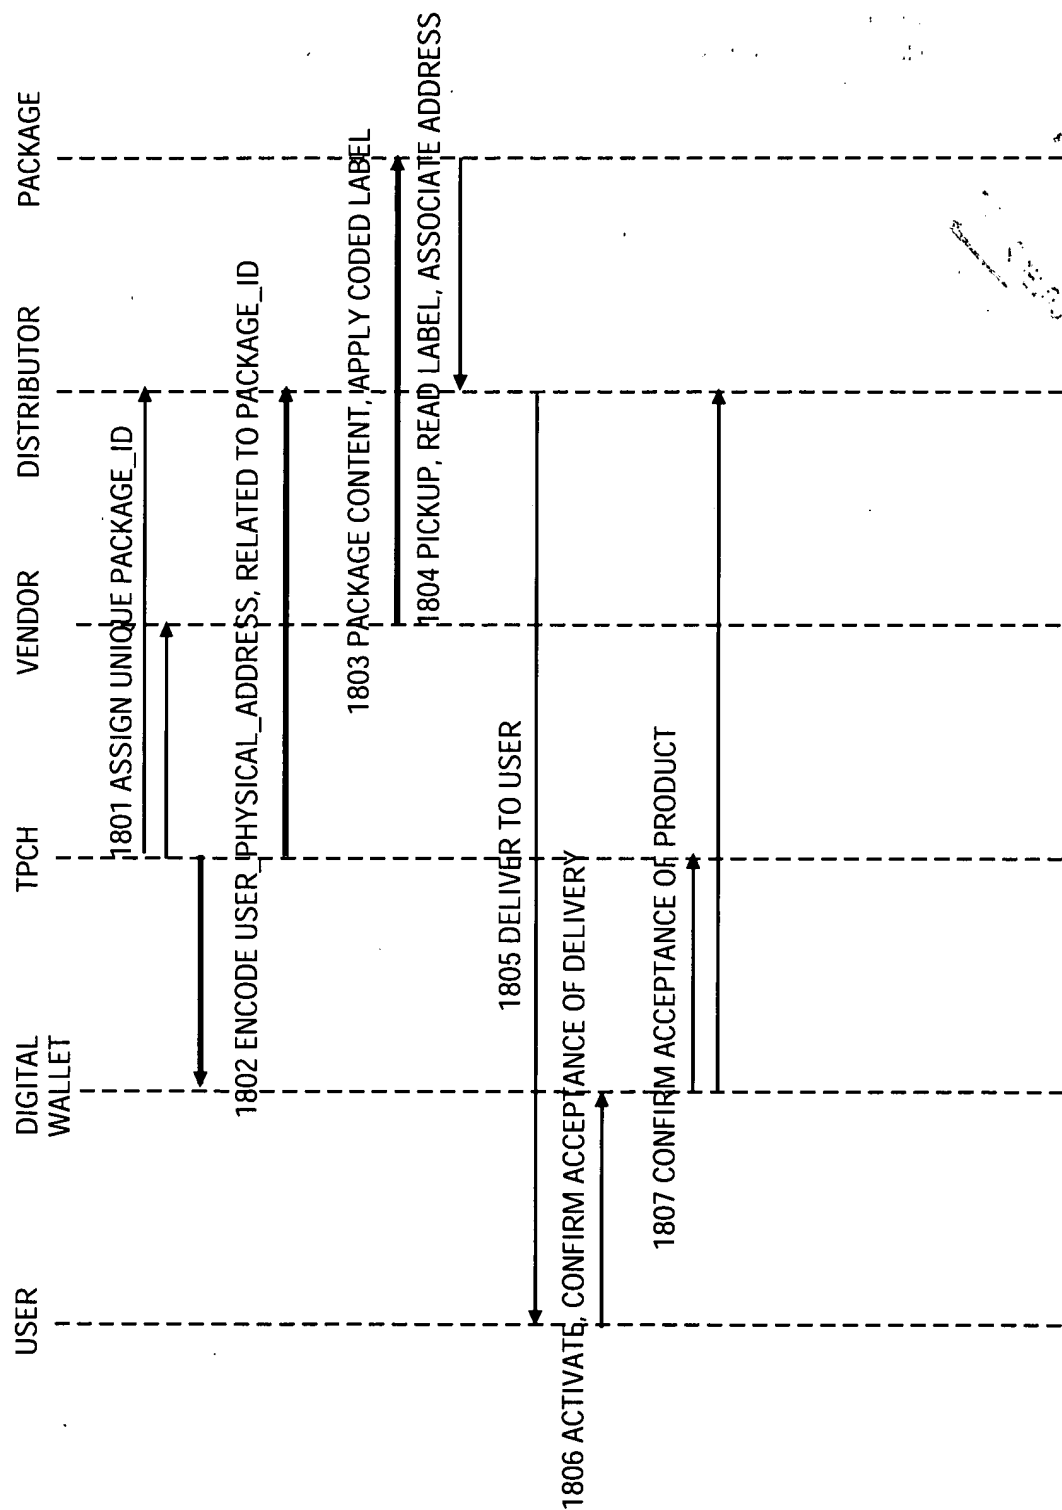 USER
DIGITAL
WALLET
TPCH
VENDOR
DISTRIBUTOR
PACKAGE
1801 ASSIGN UNIQUE PACKAGE_ID
1802 ENCODE USER_PHYSICAL_ADDRESS, RELATED TO PACKAGE_ID
1803 PACKAGE CONTENT, APPLY CODED LABEL
1804 PICKUP, READ LABEL, ASSOCIATE ADDRESS
1805 DELIVER TO USER
1806 ACTIVATE, CONFIRM ACCEPTANCE OF DELIVERY
1807 CONFIRM ACCEPTANCE OF PRODUCT